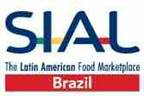 SIAL
The Latin American Food Marketplace
Brazil